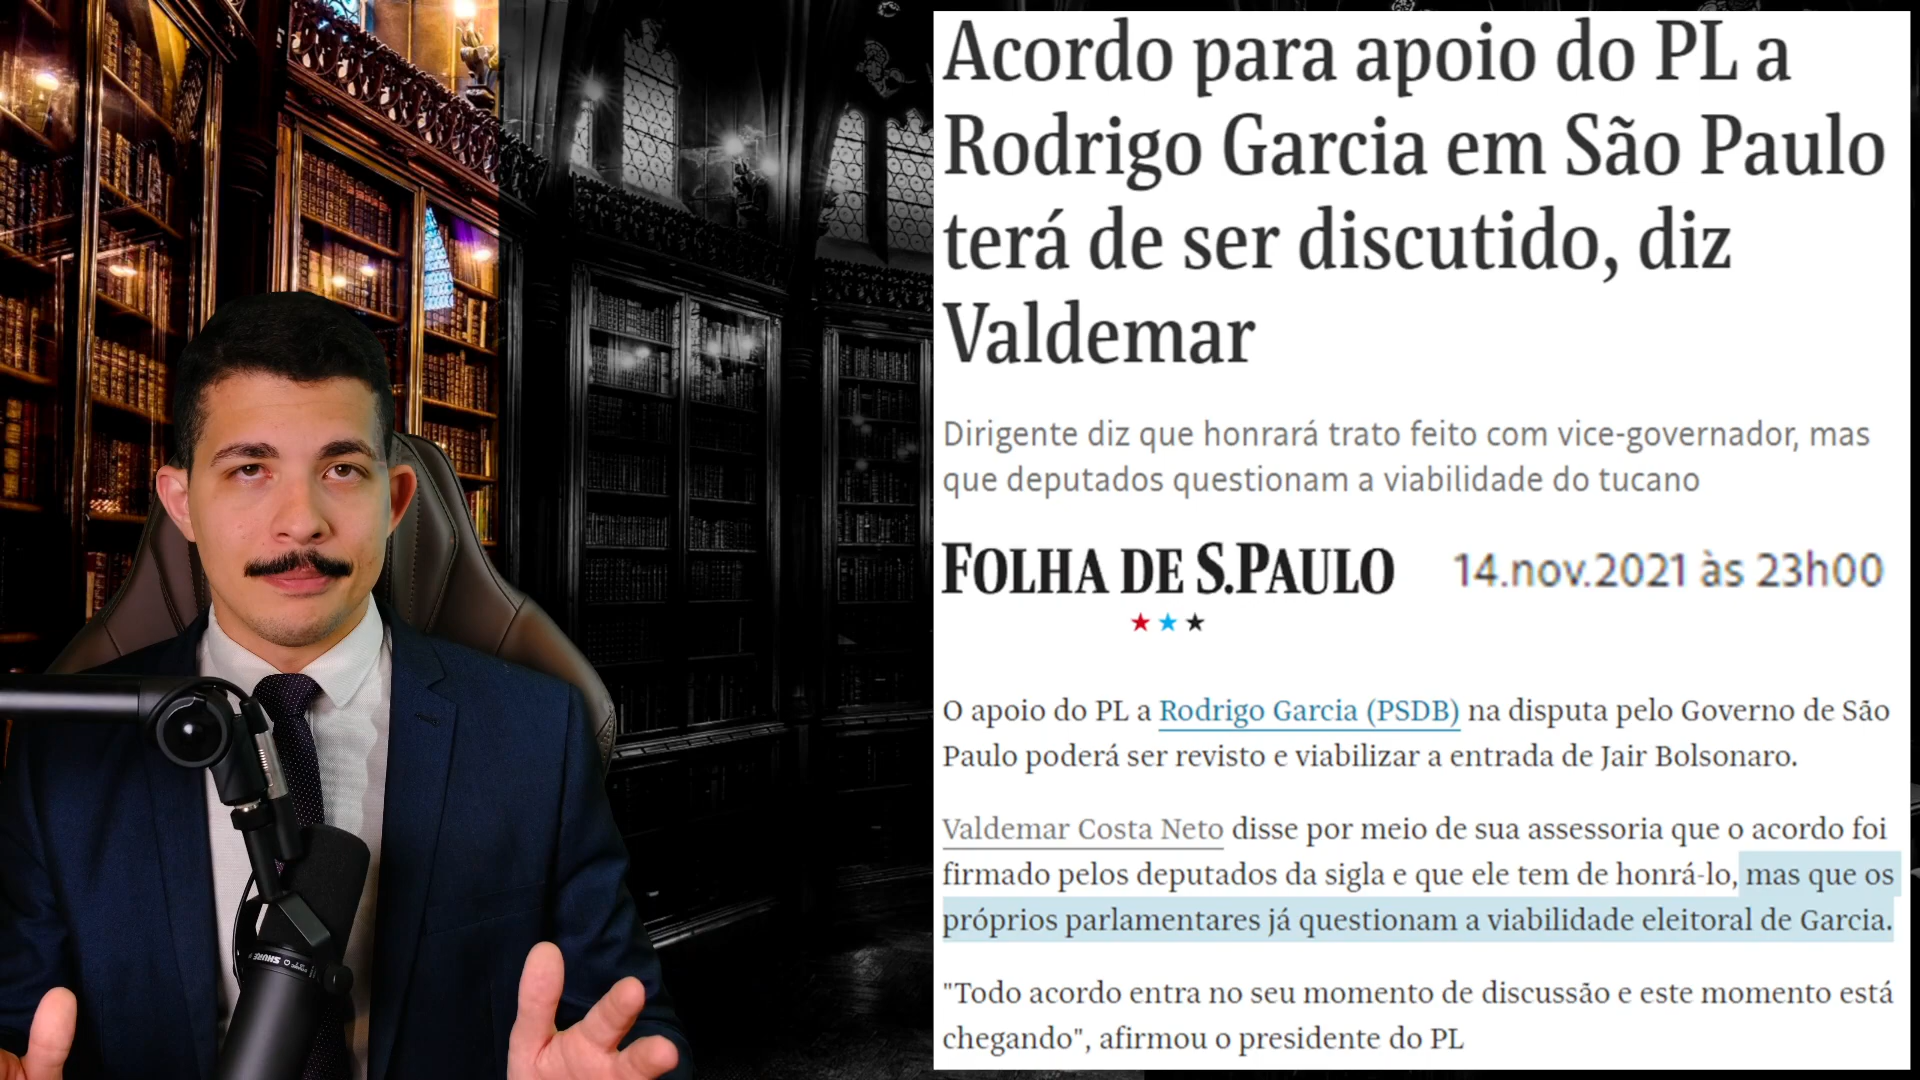 Acordo para apoio do PL a
Rodrigo Garcia em São Paulo
terá de ser discutido, diz
Valdemar
Dirigente diz que honrará trato feito com vice-governador, mas
que deputados questionam a viabilidade do tucano
FOLHA DE S.PAULO 14.nov.2021 às 23h00
O apoio do PL a Rodrigo Garcia (PSDB) na disputa pelo Governo de São
Paulo poderá ser revisto e viabilizar a entrada de Jair Bolsonaro.
Valdemar Costa Neto disse por meio de sua assessoria que o acordo foi
firmado pelos deputados da sigla e que ele tem de honrá-lo, mas que os
próprios parlamentares já questionam a viabilidade eleitoral de Garcia.
"Todo acordo entra no seu momento de discussão e este momento está
chegando", afirmou o presidente do PL
SHURE